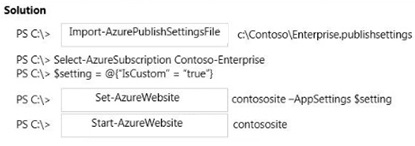 Solution
PS C:\> Import-AzurePublishSettingsFile c:\Contoso\Enterprise.publishsettings
PS C:\> Select-AzureSubscription Contoso-Enterprise
PS C:\> $setting = @{"IsCustom" = "true"}
PS C:\> Set-AzureWebsite contososite –AppSettings $setting
PS C:\> Start-AzureWebsite contososite